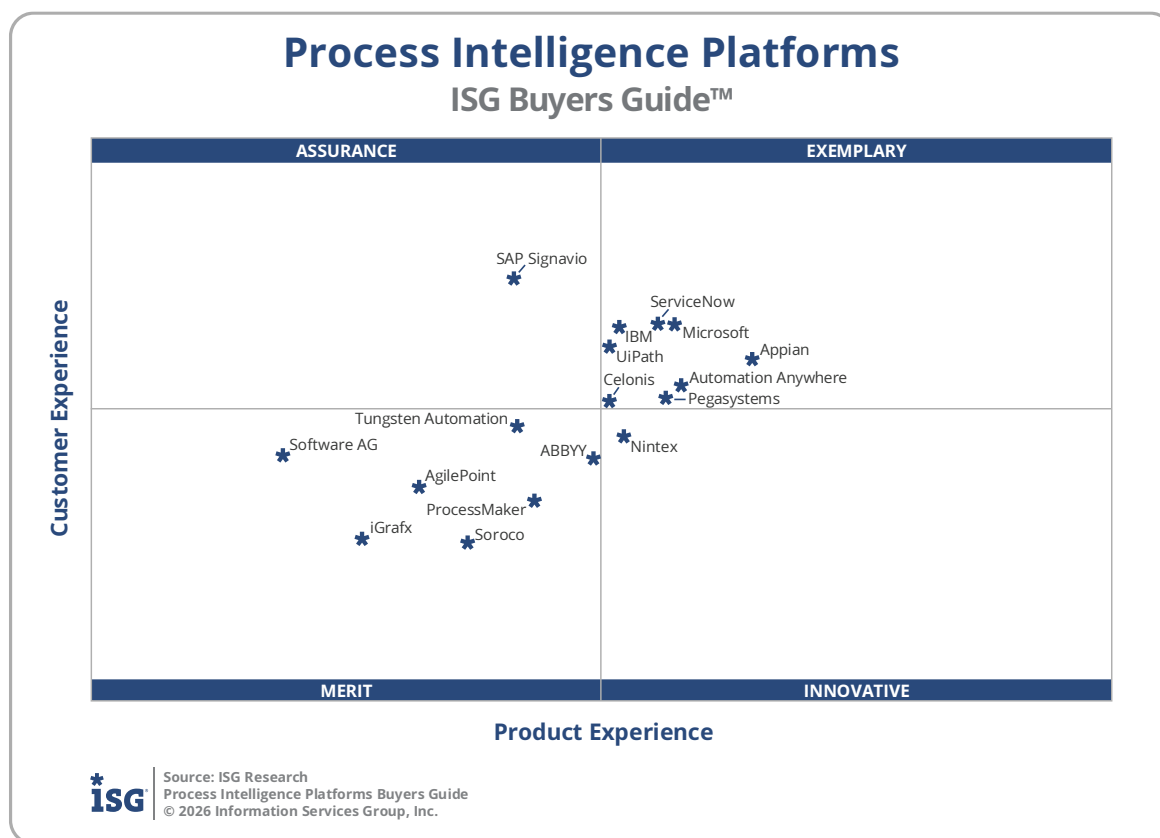 Process Intelligence Platforms
ISG Buyers Guide™
ASSURANCE
EXEMPLARY
SAP Signavio
ServiceNow
IBM
Microsoft
UiPath
Appian
Celonis
Automation Anywhere
Pegasystems
Customer Experience
Tungsten Automation
Software AG
ABBYY
Nintex
AgilePoint
ProcessMaker
iGrafx
Soroco
MERIT
INNOVATIVE
Product Experience
iSG
Source: ISG Research
Process Intelligence Platforms Buyers Guide
© 2026 Information Services Group, Inc.